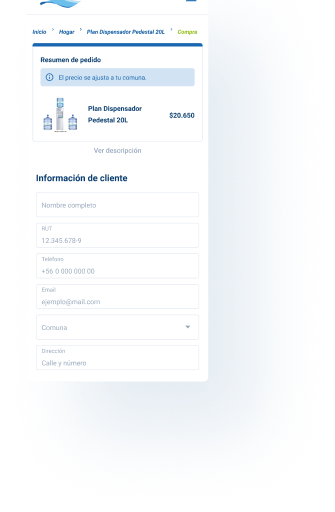 Inicio > Hogar > Plan Dispensador Pedestal 20L > Compra
Resumen de pedido
El precio se ajusta a tu comuna.
Plan Dispensador
Pedestal 20L
$20.650
Ver descripción
Información de cliente
Nombre completo
RUT
12.345.678-9
Teléfono
+56 0 000 000 00
Email
ejemplo@mail.com
Comuna
Dirección
Calle y número